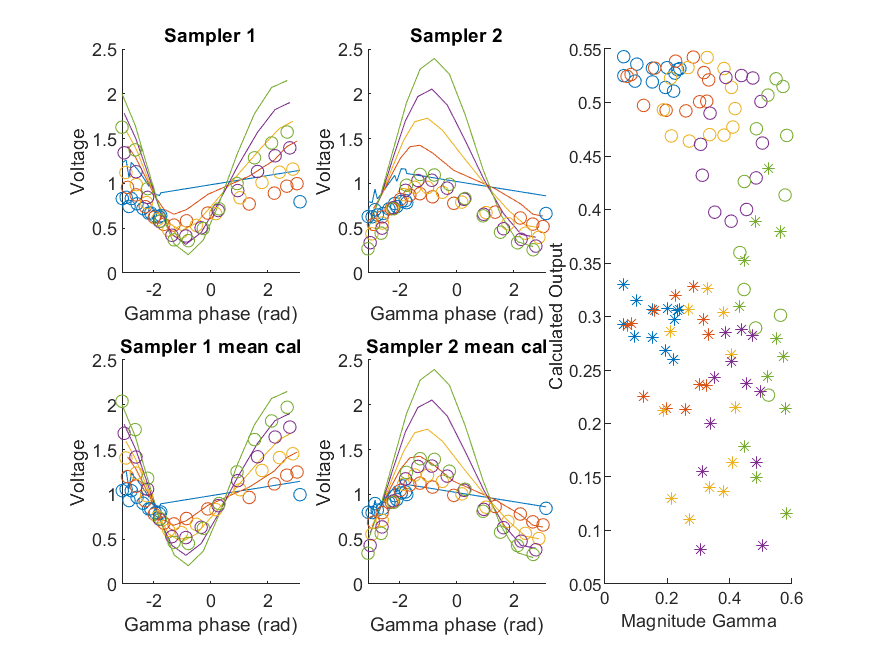 Sampler 1
2.5
2
1.5
1
0.5
0
Voltage
-2 0 2
Gamma phase (rad)
Sampler 2
2.5
2
1.5
1
0.5
0
Voltage
-2 0 2
Gamma phase (rad)
Sampler 1 mean cal
2.5
2
1.5
1
0.5
0
Voltage
-2 0 2
Gamma phase (rad)
Sampler 2 mean cal
2.5
2
1.5
1
0.5
0
Voltage
-2 0 2
Gamma phase (rad)
0.55
0.5
0.45
0.4
0.35
0.3
0.25
0.2
0.15
0.1
0.05
Calculated Output
0 0.2 0.4 0.6
Magnitude Gamma